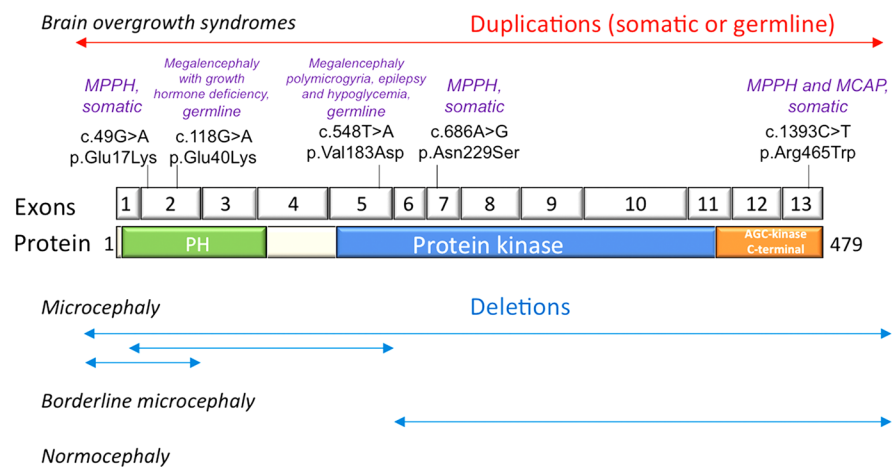 Brain overgrowth syndromes
Duplications (somatic or germline)
MPPH,
somatic
c.49G>A
p.Glu17Lys
Megalencephaly
with growth
hormone deficiency,
germline
c.118G>A
p.Glu40Lys
Megalencephaly
polymicrogyria, epilepsy
and hypoglycemia,
germline
c.548T>A
p.Val183Asp
MPPH,
somatic
c.686A>G
p.Asn229Ser
MPPH and MCAP,
somatic
c.1393C>T
p.Arg465Trp
Exons 1 2 3 4 5 6 7 8 9 10 11 12 13
Protein 1 PH Protein kinase AGC-kinase
C-terminal 479
Microcephaly
Deletions
Borderline microcephaly
Normocephaly